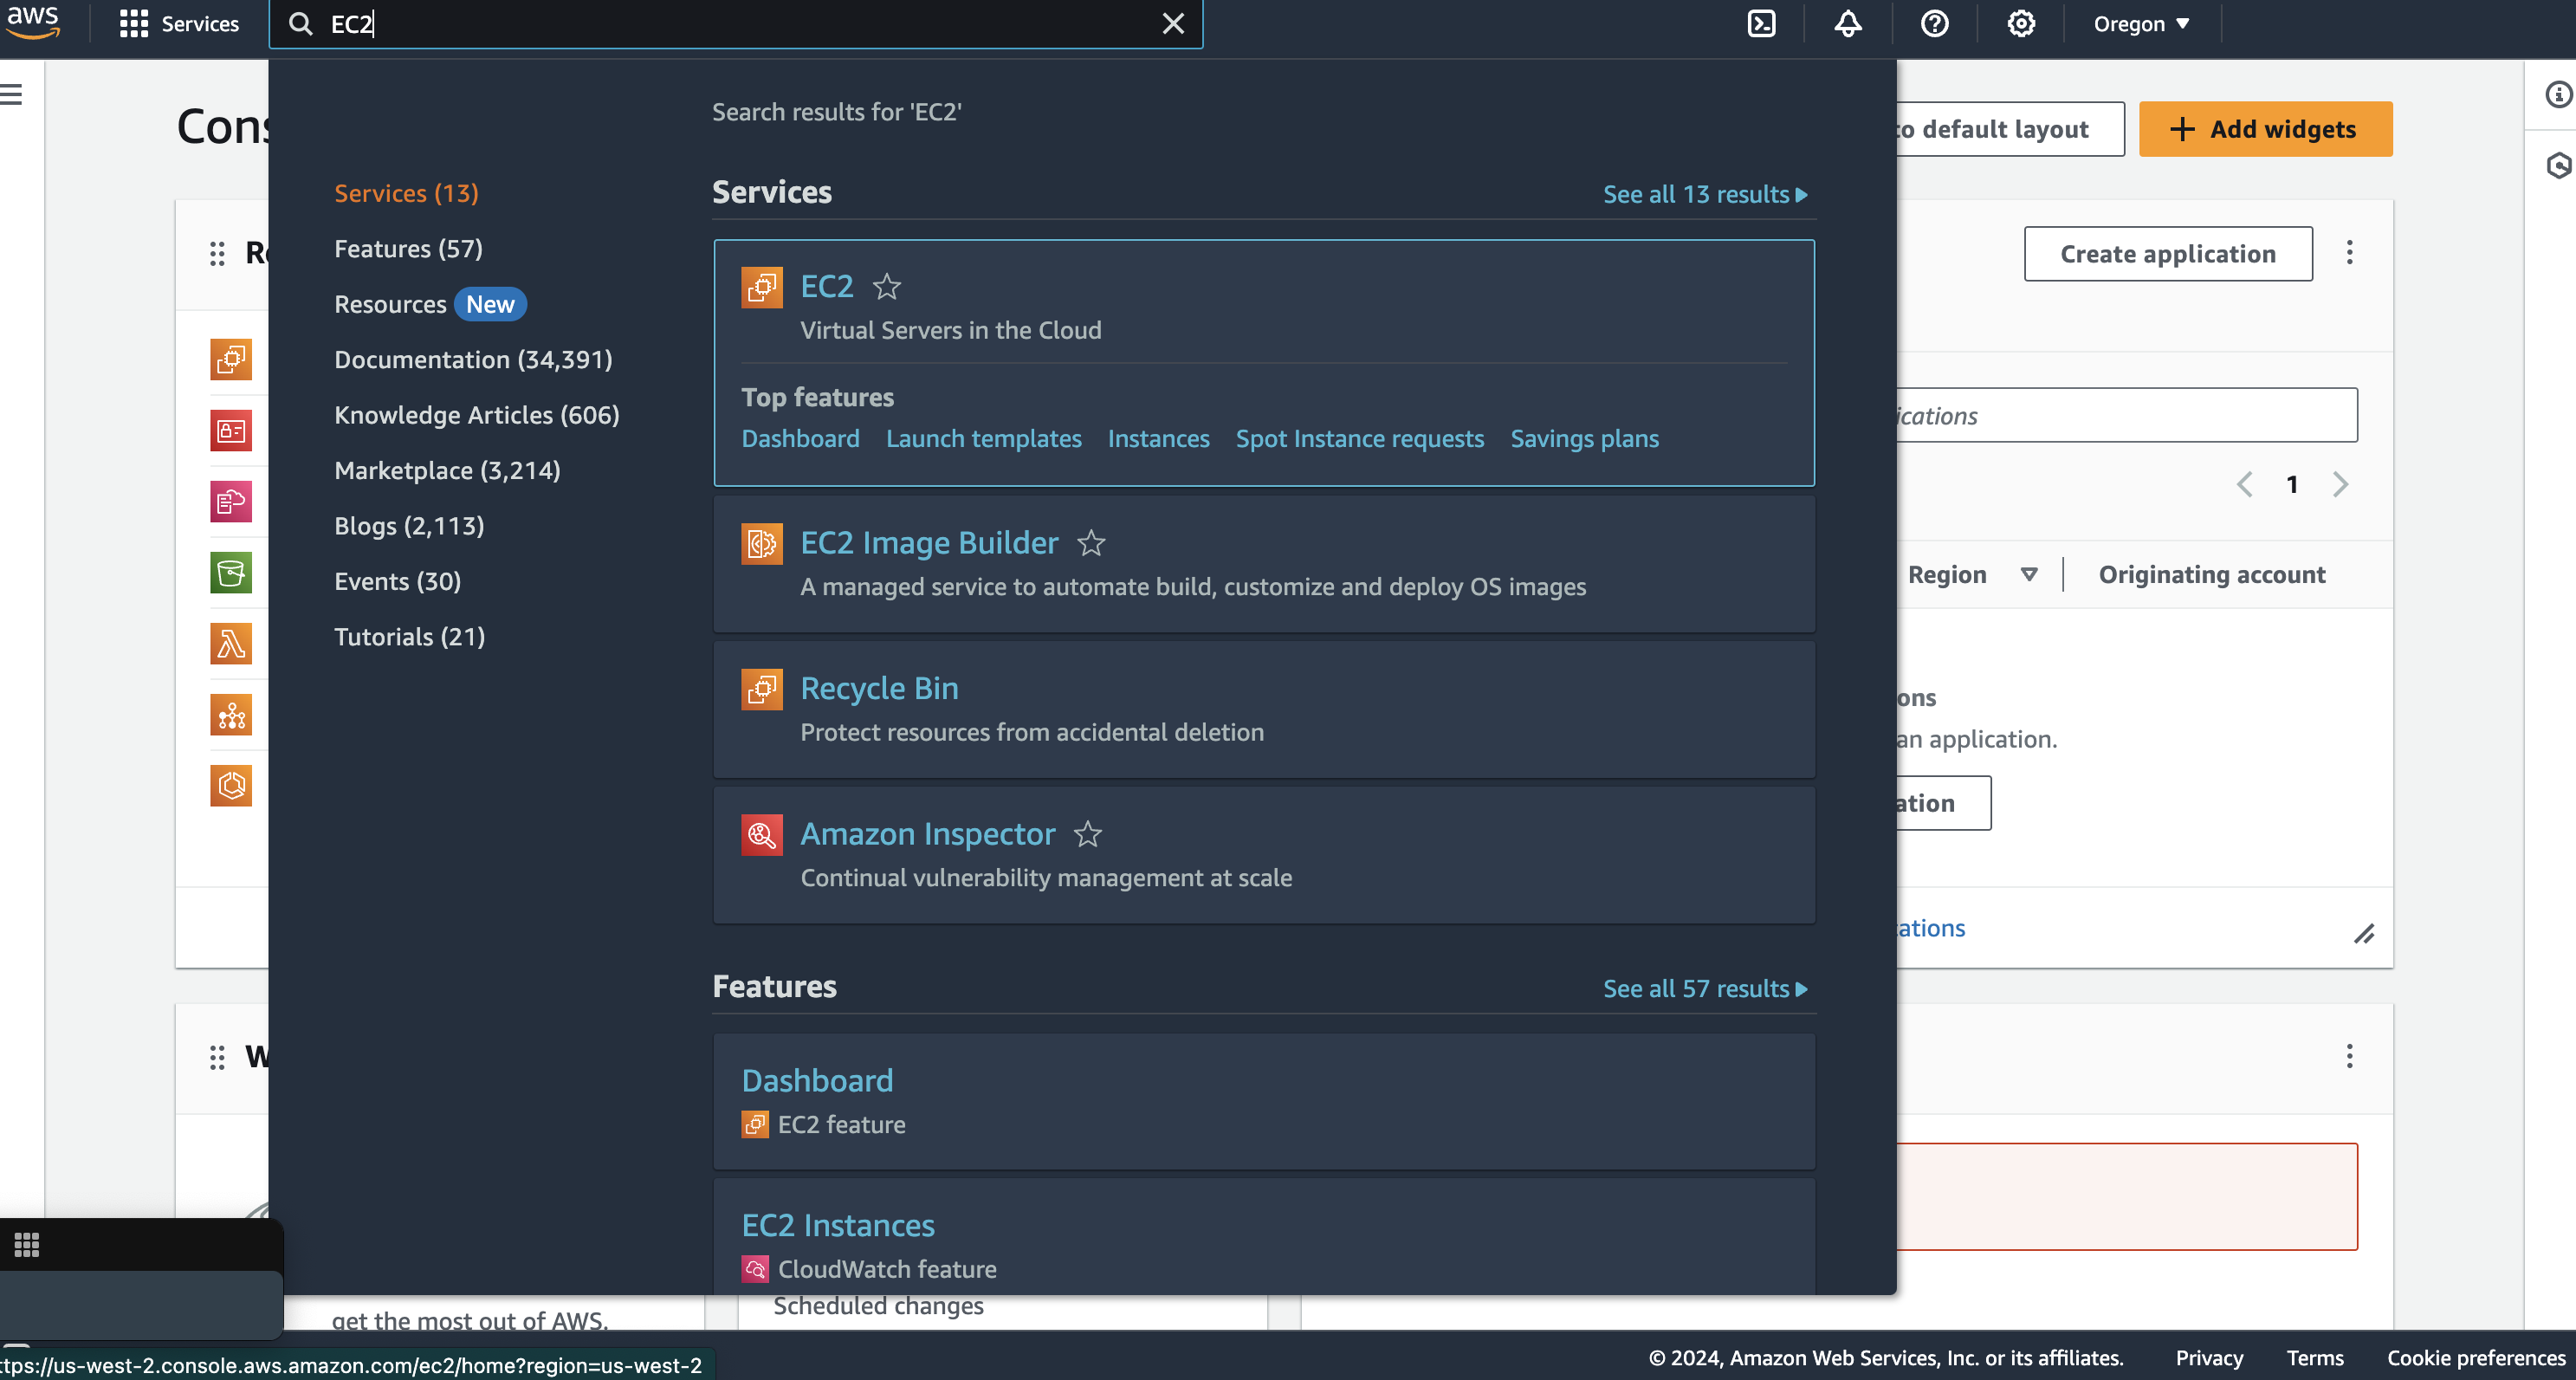 aws
Services
EC2
Oregon
Search results for 'EC2'
to default layout
Add widgets
Services (13)
Features (57)
Resources New
Documentation (34,391)
Knowledge Articles (606)
Marketplace (3,214)
Blogs (2,113)
Events (30)
Tutorials (21)
Services
See all 13 results
EC2
Virtual Servers in the Cloud
Top features
Dashboard Launch templates Instances Spot Instance requests Savings plans
EC2 Image Builder
A managed service to automate build, customize and deploy OS images
Recycle Bin
Protect resources from accidental deletion
Amazon Inspector
Continual vulnerability management at scale
Features
See all 57 results
Dashboard
EC2 feature
EC2 Instances
CloudWatch feature
Create application
1
Region
Originating account
an application.
get the most out of AWS.
Scheduled changes
ttps://us-west-2.console.aws.amazon.com/ec2/home?region=us-west-2
© 2024, Amazon Web Services, Inc. or its affiliates.
Privacy
Terms
Cookie preferences